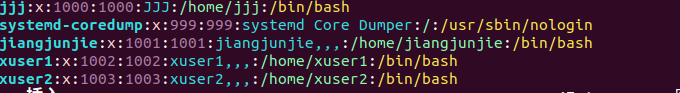 jjj:x:1000:1000:JJJ:/home/jjj:/bin/bash
systemd-coredump:x:999:999:systemd Core Dumper:/:/usr/sbin/nologin
jiangjunjie:x:1001:1001:jiangjunjie,,,:/home/jiangjunjie:/bin/bash
xuser1:x:1002:1002:xuser1,,,:/home/xuser1:/bin/bash
xuser2:x:1003:1003:xuser2,,,:/home/xuser2:/bin/bash